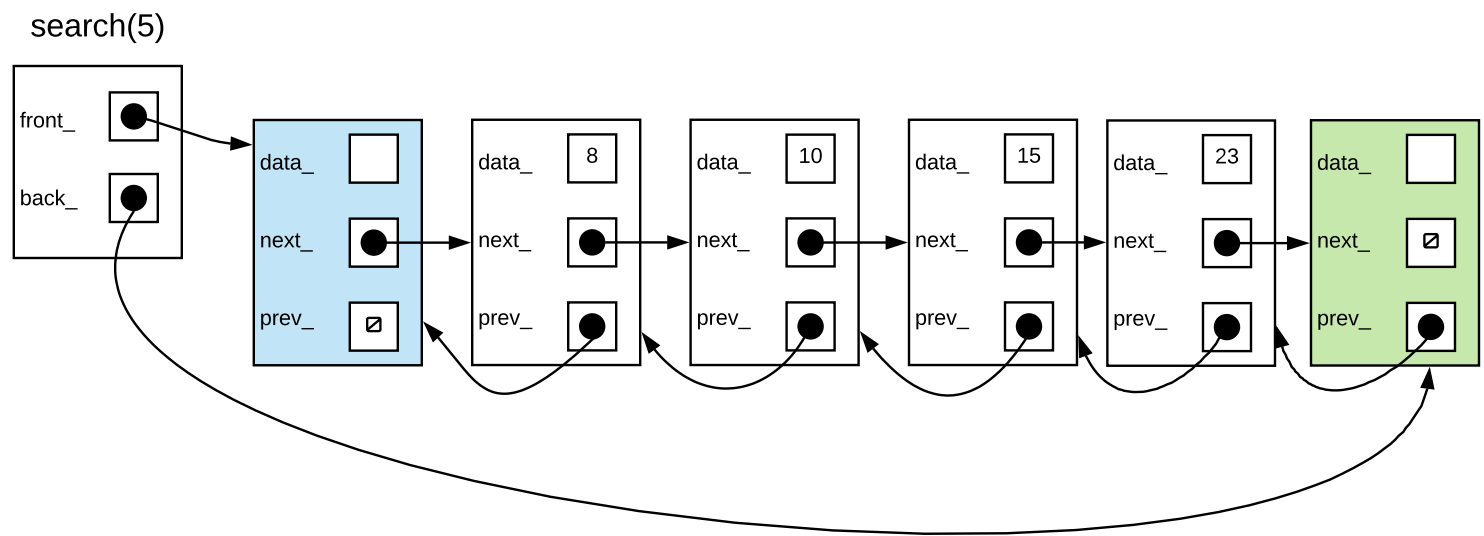 search(5)
front_
back_
data_
next_
prev_
data_ 8
next_
prev_
data_ 10
next_
prev_
data_ 15
next_
prev_
data_ 23
next_
prev_
data_
next_
prev_